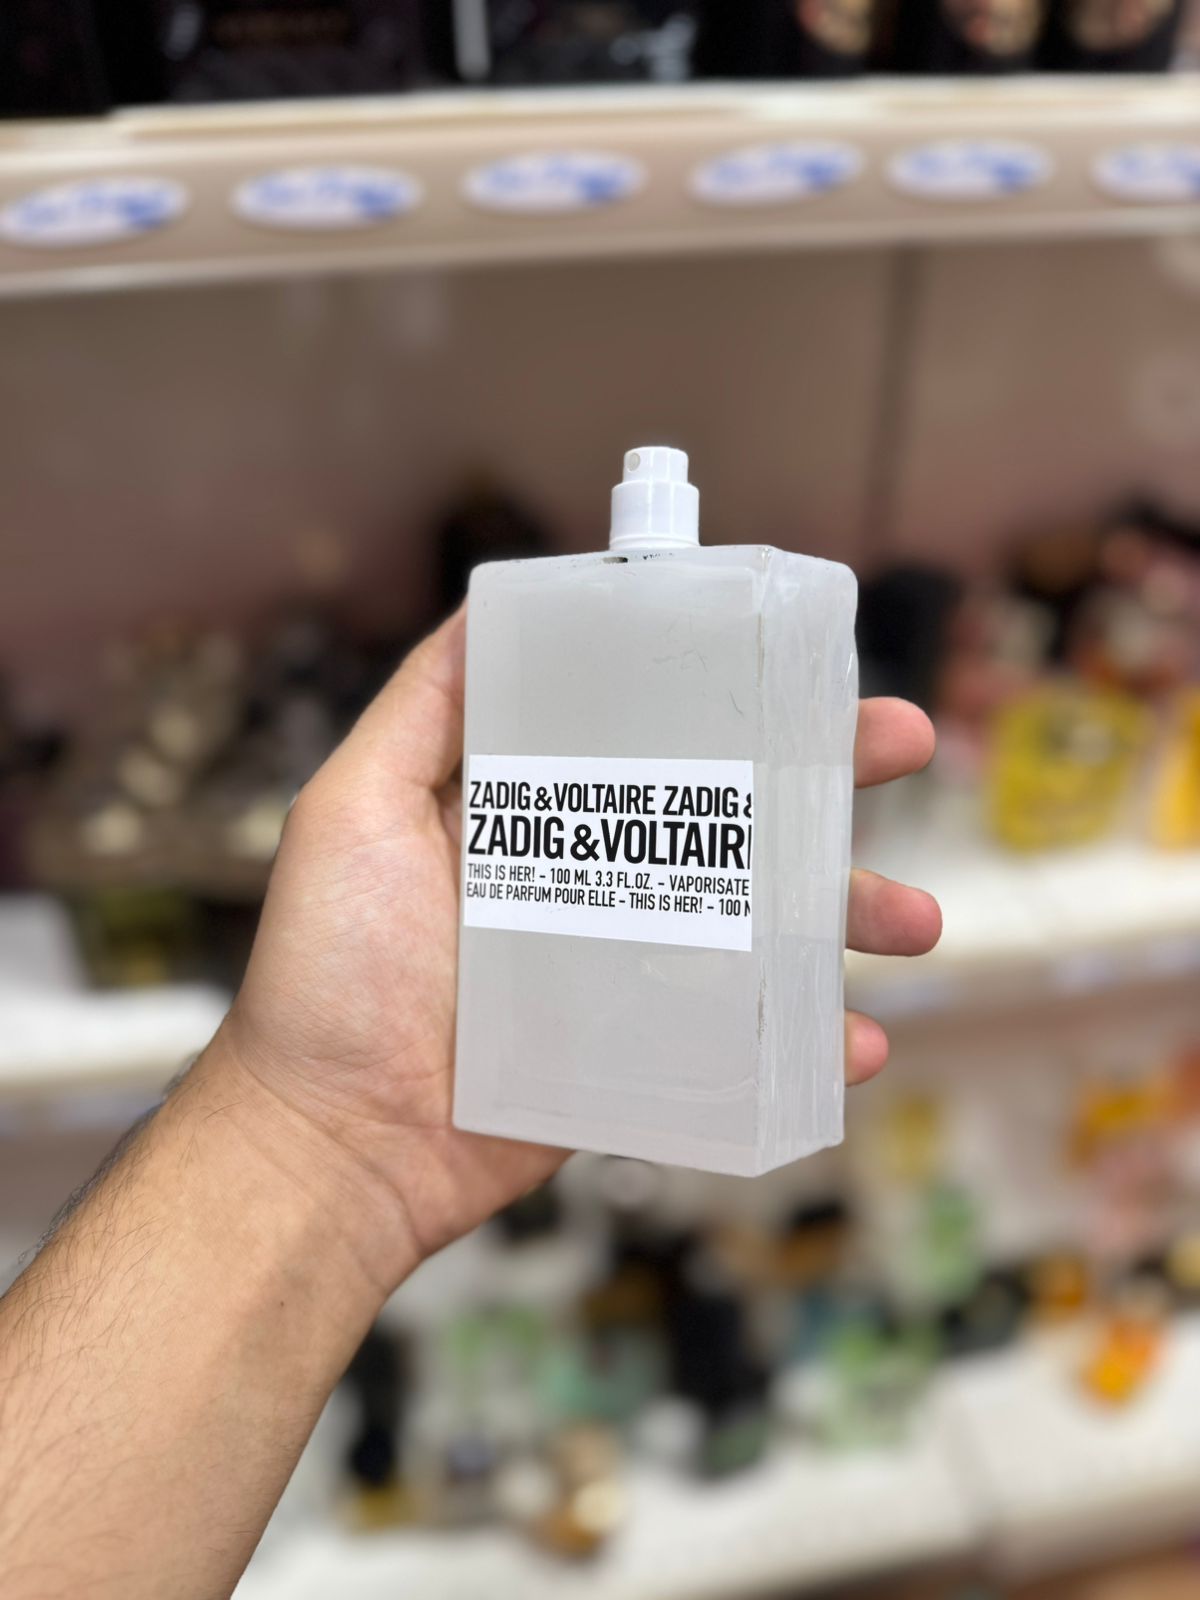 ZADIG&VOLTAIRE ZADIG &
ZADIG&VOLTAIR
THIS IS HER! – 100 ML 3.3 FL.OZ. – VAPORISATE
EAU DE PARFUM POUR ELLE – THIS IS HER! – 100